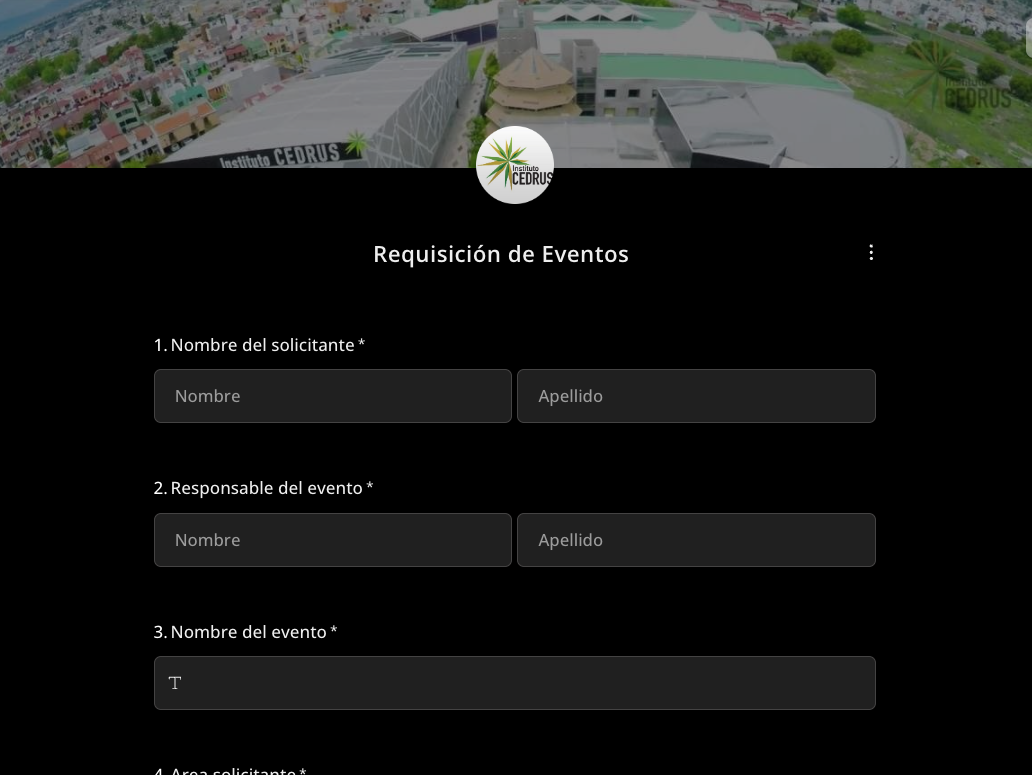 Instituto CEDRUS
CEDRUS
Instituto
CEDRUS
Requisición de Eventos
1. Nombre del solicitante *
Nombre Apellido
2. Responsable del evento *
Nombre Apellido
3. Nombre del evento *
T
4. Area solicitante *